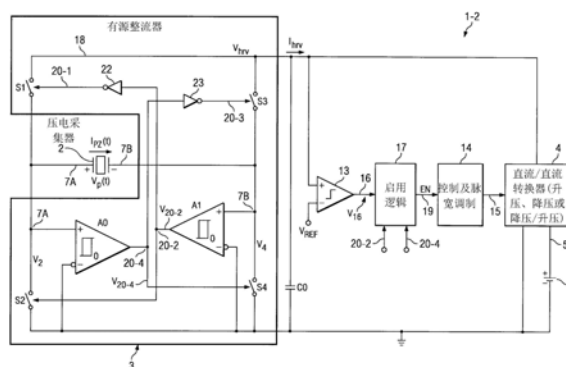 有源整流器
1-2
18
V_hrv
I_hrv
S1
20-1
22
23
20-3
S3
压电采
集器
I_PZ(t)
2
7A
+
-
7B
V_p(t)
7A
A0
+
-
V_2
20-4
V_20-2
20-2
A1
7B
+
-
V_4
S2
V_20-4
S4
3
C0
13
+
-
V_REF
16
V_16
17
启用
逻辑
20-2
20-4
EN
19
14
控制及脉
宽调制
15
4
直流/直流
转换器(升
压、降压或
降压/升压)
5
+
-